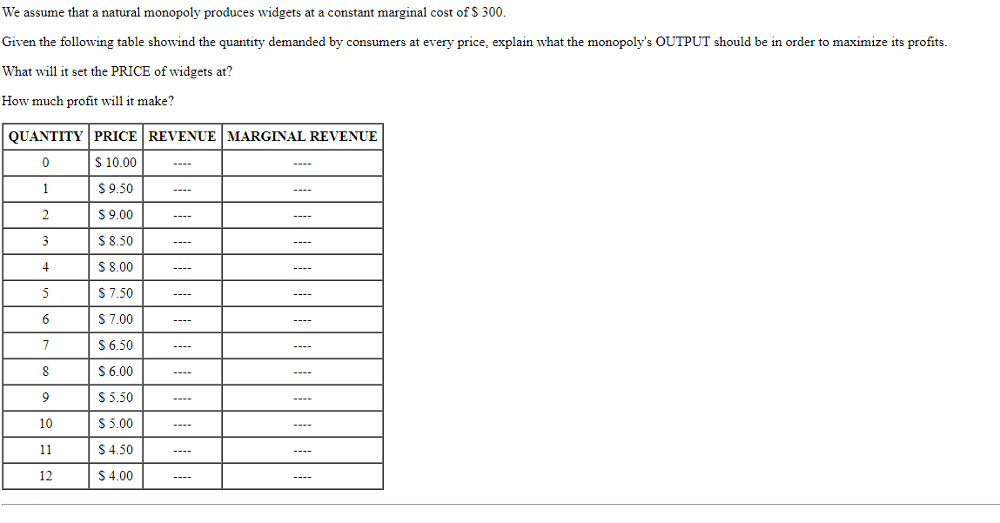 We assume that a natural monopoly produces widgets at a constant marginal cost of $ 300.
Given the following table showind the quantity demanded by consumers at every price, explain what the monopoly's OUTPUT should be in order to maximize its profits.
What will it set the PRICE of widgets at?
How much profit will it make?
QUANTITY PRICE REVENUE MARGINAL REVENUE
0 $ 10.00 ---- ----
1 $ 9.50 ---- ----
2 $ 9.00 ---- ----
3 $ 8.50 ---- ----
4 $ 8.00 ---- ----
5 $ 7.50 ---- ----
6 $ 7.00 ---- ----
7 $ 6.50 ---- ----
8 $ 6.00 ---- ----
9 $ 5.50 ---- ----
10 $ 5.00 ---- ----
11 $ 4.50 ---- ----
12 $ 4.00 ---- ----